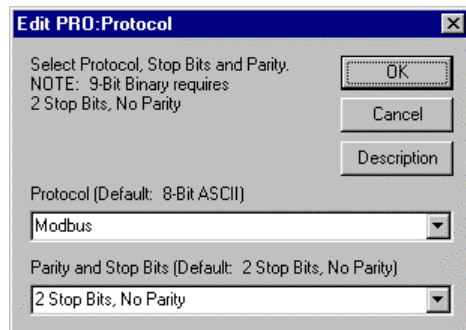 Edit PRO:Protocol
Select Protocol, Stop Bits and Parity.
NOTE: 9-Bit Binary requires
2 Stop Bits, No Parity
OK
Cancel
Description
Protocol (Default: 8-Bit ASCII)
Modbus
Parity and Stop Bits (Default: 2 Stop Bits, No Parity)
2 Stop Bits, No Parity